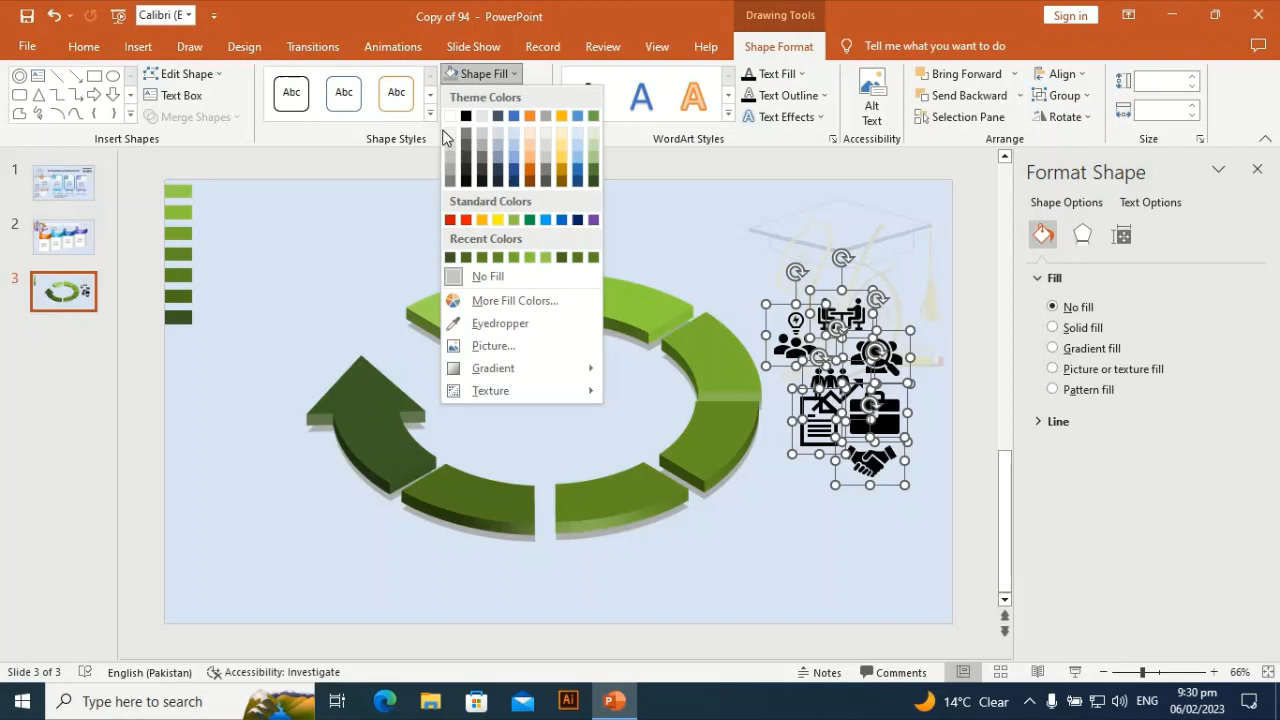 Calibri (E
Copy of 94 - PowerPoint
Drawing Tools
Sign in
File
Home
Insert
Draw
Design
Transitions
Animations
Slide Show
Record
Review
View
Help
Shape Format
Tell me what you want to do
Edit Shape
Text Box
Merge Shapes
Insert Shapes
Abc
Abc
Abc
Shape Styles
Shape Fill
Theme Colors
Standard Colors
Recent Colors
No Fill
More Fill Colors...
Eyedropper
Picture...
Gradient
Texture
A
A
Text Fill
Text Outline
Text Effects
WordArt Styles
Alt
Text
Accessibility
Bring Forward
Send Backward
Selection Pane
Align
Group
Rotate
Arrange
Size
1
2
3
Format Shape
Shape Options
Text Options
Fill
No fill
Solid fill
Gradient fill
Picture or texture fill
Pattern fill
Line
Slide 3 of 3
English (Pakistan)
Accessibility: Investigate
Notes
Comments
66%
Type here to search
Ai
14°C Clear
ENG
9:30 pm
06/02/2023